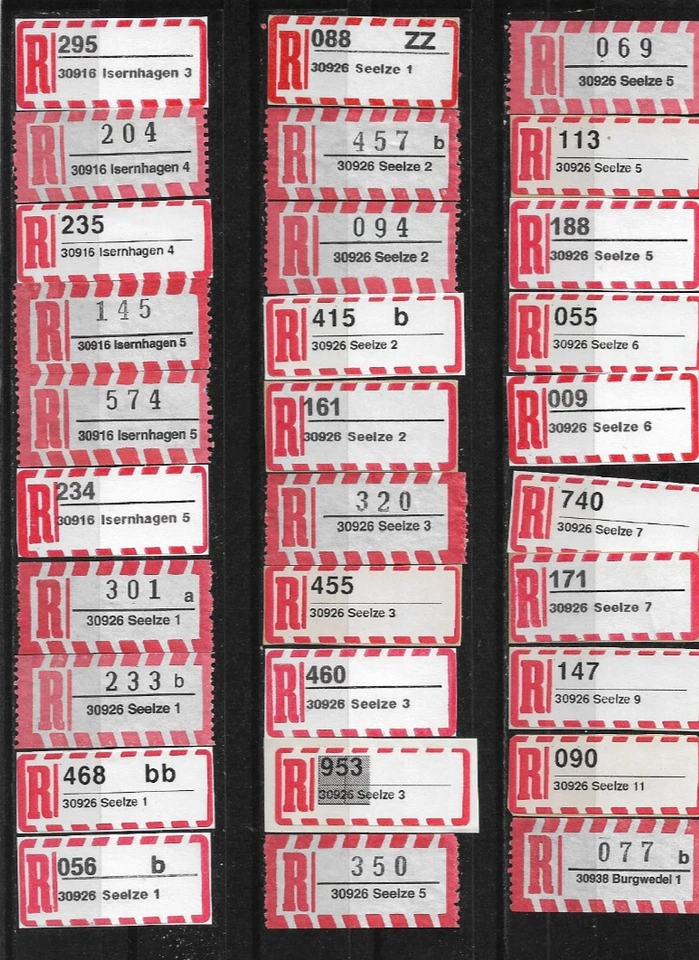 R 295
30916 Isernhagen 3
R 204
30916 Isernhagen 4
R 235
30916 Isernhagen 4
R 145
30916 Isernhagen 5
R 574
30916 Isernhagen 5
R 234
30916 Isernhagen 5
R 301 a
30926 Seelze 1
R 233 b
30926 Seelze 1
R 468 bb
30926 Seelze 1
R 056 b
30926 Seelze 1
R 088 ZZ
30926 Seelze 1
R 457 b
30926 Seelze 2
R 094
30926 Seelze 2
R 415 b
30926 Seelze 2
R 161
30926 Seelze 2
R 320
30926 Seelze 3
R 455
30926 Seelze 3
R 460
30926 Seelze 3
R 953
30926 Seelze 3
R 350
30926 Seelze 5
R 069
30926 Seelze 5
R 113
30926 Seelze 5
R 188
30926 Seelze 5
R 055
30926 Seelze 6
R 009
30926 Seelze 6
R 740
30926 Seelze 7
R 171
30926 Seelze 7
R 147
30926 Seelze 9
R 090
30926 Seelze 11
R 077 b
30938 Burgwedel 1